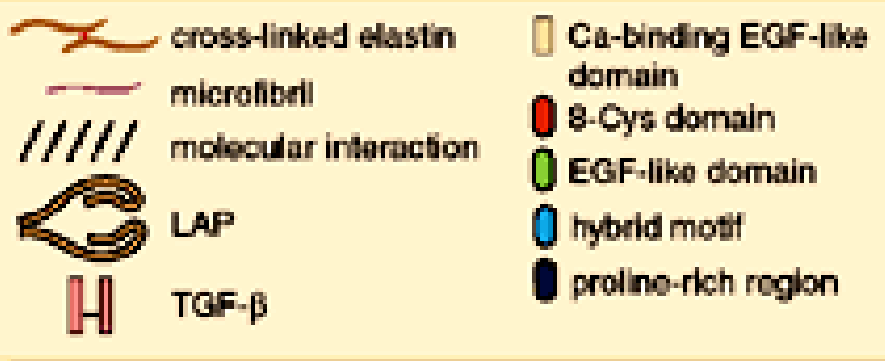 cross-linked elastin
microfibril
molecular interaction
LAP
TGF-β
Ca-binding EGF-like
domain
8-Cys domain
EGF-like domain
hybrid motif
proline-rich region